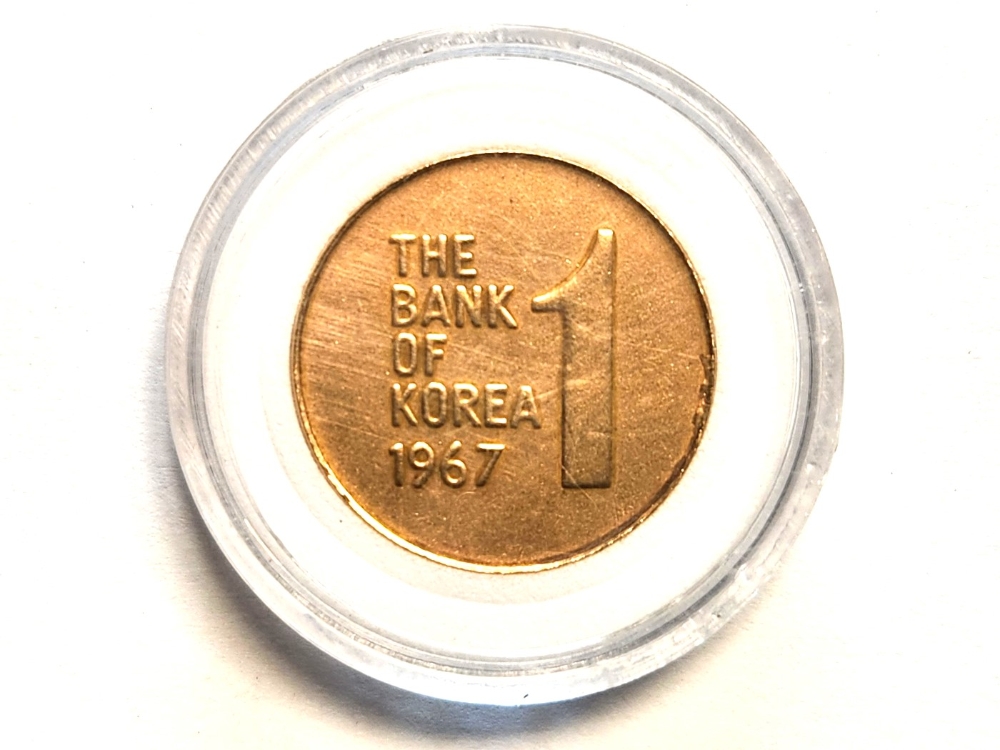 THE
BANK
OF
KOREA
1967
1